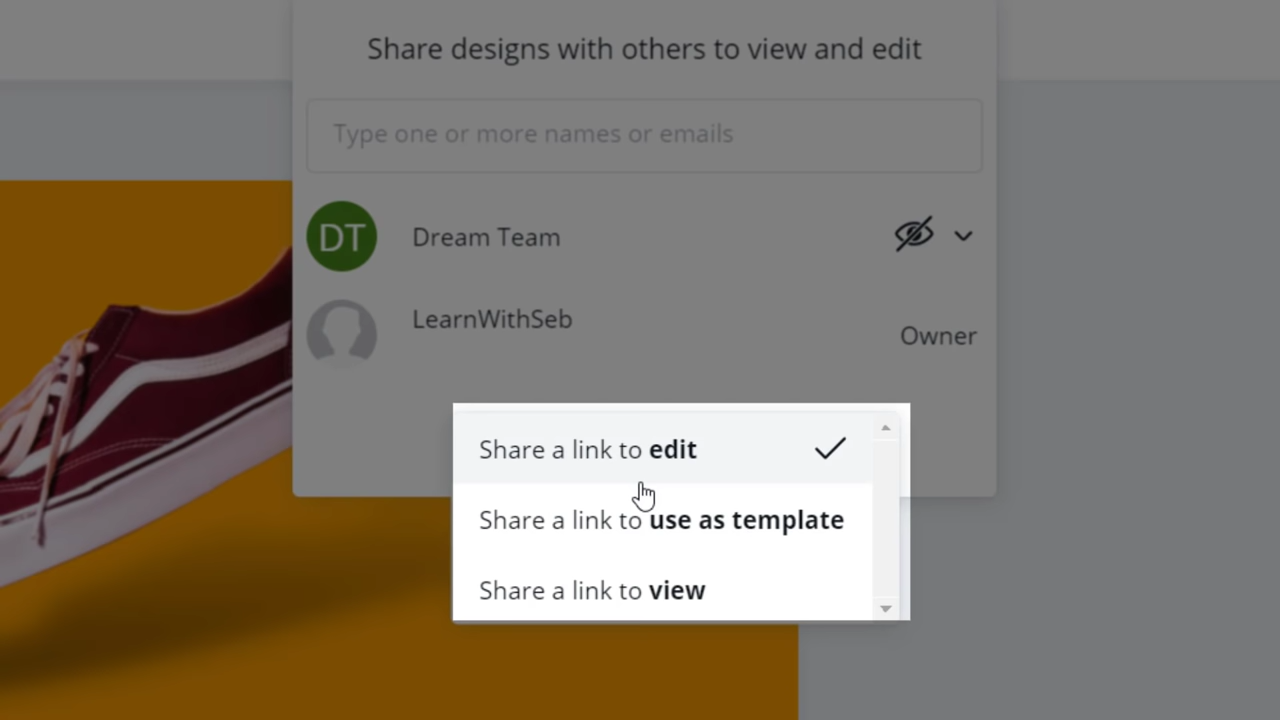 Share designs with others to view and edit
Type one or more names or emails
DT
Dream Team
LearnWithSeb
Owner
Share a link to edit
Share a link to use as template
Share a link to view